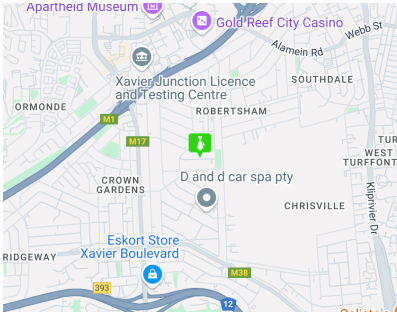 Apartheid Museum
Gold Reef City Casino
Webb St
Alamein Rd
Xavier Junction Licence
and Testing Centre
SOUTHDALE
ORMONDE
ROBERTSHAM
M1
M17
WEST
TURFFONT
D and d car spa pty
CROWN
GARDENS
CHRISVILLE
Kliprivier Dr
Eskort Store
Xavier Boulevard
RIDGEWAY
M38
393
12